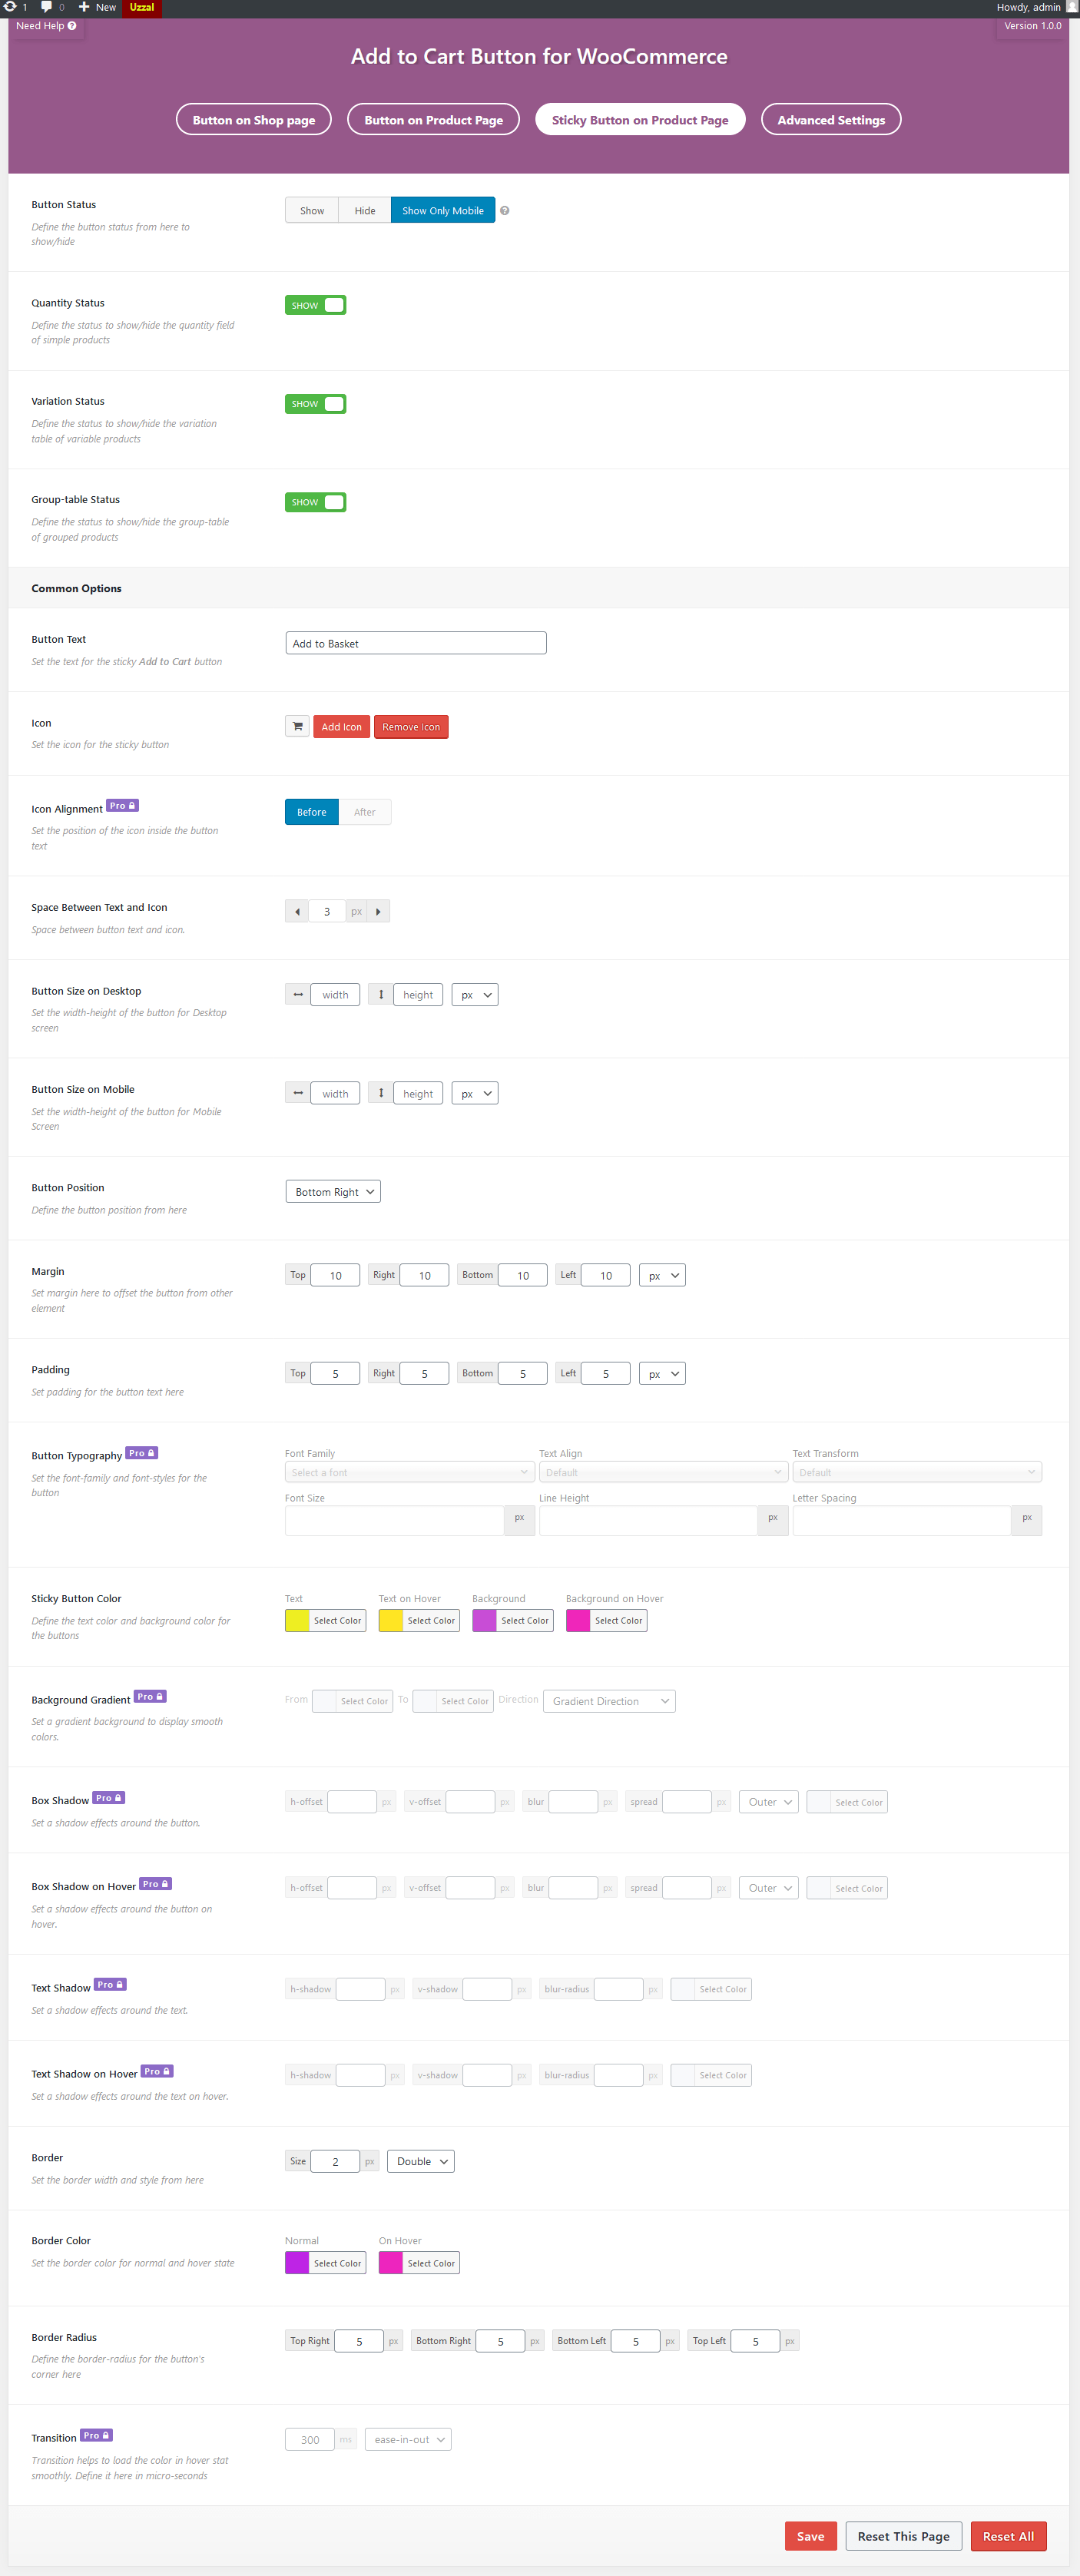 1 0 New Uzzal Howdy, admin
Need Help Version 1.0.0
Add to Cart Button for WooCommerce
Button on Shop page Button on Product Page Sticky Button on Product Page Advanced Settings
Button Status Show Hide Show Only Mobile
Define the button status from here to
show/hide
Quantity Status SHOW
Define the status to show/hide the quantity field
of simple products
Variation Status SHOW
Define the status to show/hide the variation
table of variable products
Group-table Status SHOW
Define the status to show/hide the group-table
of grouped products
Common Options
Button Text Add to Basket
Set the text for the sticky Add to Cart button
Icon Add Icon Remove Icon
Set the icon for the sticky button
Icon Alignment Pro Before After
Set the position of the icon inside the button
text
Space Between Text and Icon 3 px
Space between button text and icon.
Button Size on Desktop width height px
Set the width-height of the button for Desktop
screen
Button Size on Mobile width height px
Set the width-height of the button for Mobile
Screen
Button Position Bottom Right
Define the button position from here
Margin Top 10 Right 10 Bottom 10 Left 10 px
Set margin here to offset the button from other
element
Padding Top 5 Right 5 Bottom 5 Left 5 px
Set padding for the button text here
Button Typography Pro Font Family Text Align Text Transform
Set the font-family and font-styles for the
button
Select a font Default Default
Font Size Line Height Letter Spacing
px px px
Sticky Button Color Text Text on Hover Background Background on Hover
Define the text color and background color for
the buttons
Select Color Select Color Select Color Select Color
Background Gradient Pro From Select Color To Select Color Direction Gradient Direction
Set a gradient background to display smooth
colors.
Box Shadow Pro h-offset px v-offset px blur px spread px Outer Select Color
Set a shadow effects around the button.
Box Shadow on Hover Pro h-offset px v-offset px blur px spread px Outer Select Color
Set a shadow effects around the button on
hover.
Text Shadow Pro h-shadow px v-shadow px blur-radius px Select Color
Set a shadow effects around the text.
Text Shadow on Hover Pro h-shadow px v-shadow px blur-radius px Select Color
Set a shadow effects around the text on hover.
Border Size 2 px Double
Set the border width and style from here
Border Color Normal On Hover
Set the border color for normal and hover state
Select Color Select Color
Border Radius Top Right 5 px Bottom Right 5 px Bottom Left 5 px Top Left 5 px
Define the border-radius for the button's
corner here
Transition Pro 300 ms ease-in-out
Transition helps to load the color in hover stat
smoothly. Define it here in micro-seconds
Save Reset This Page Reset All